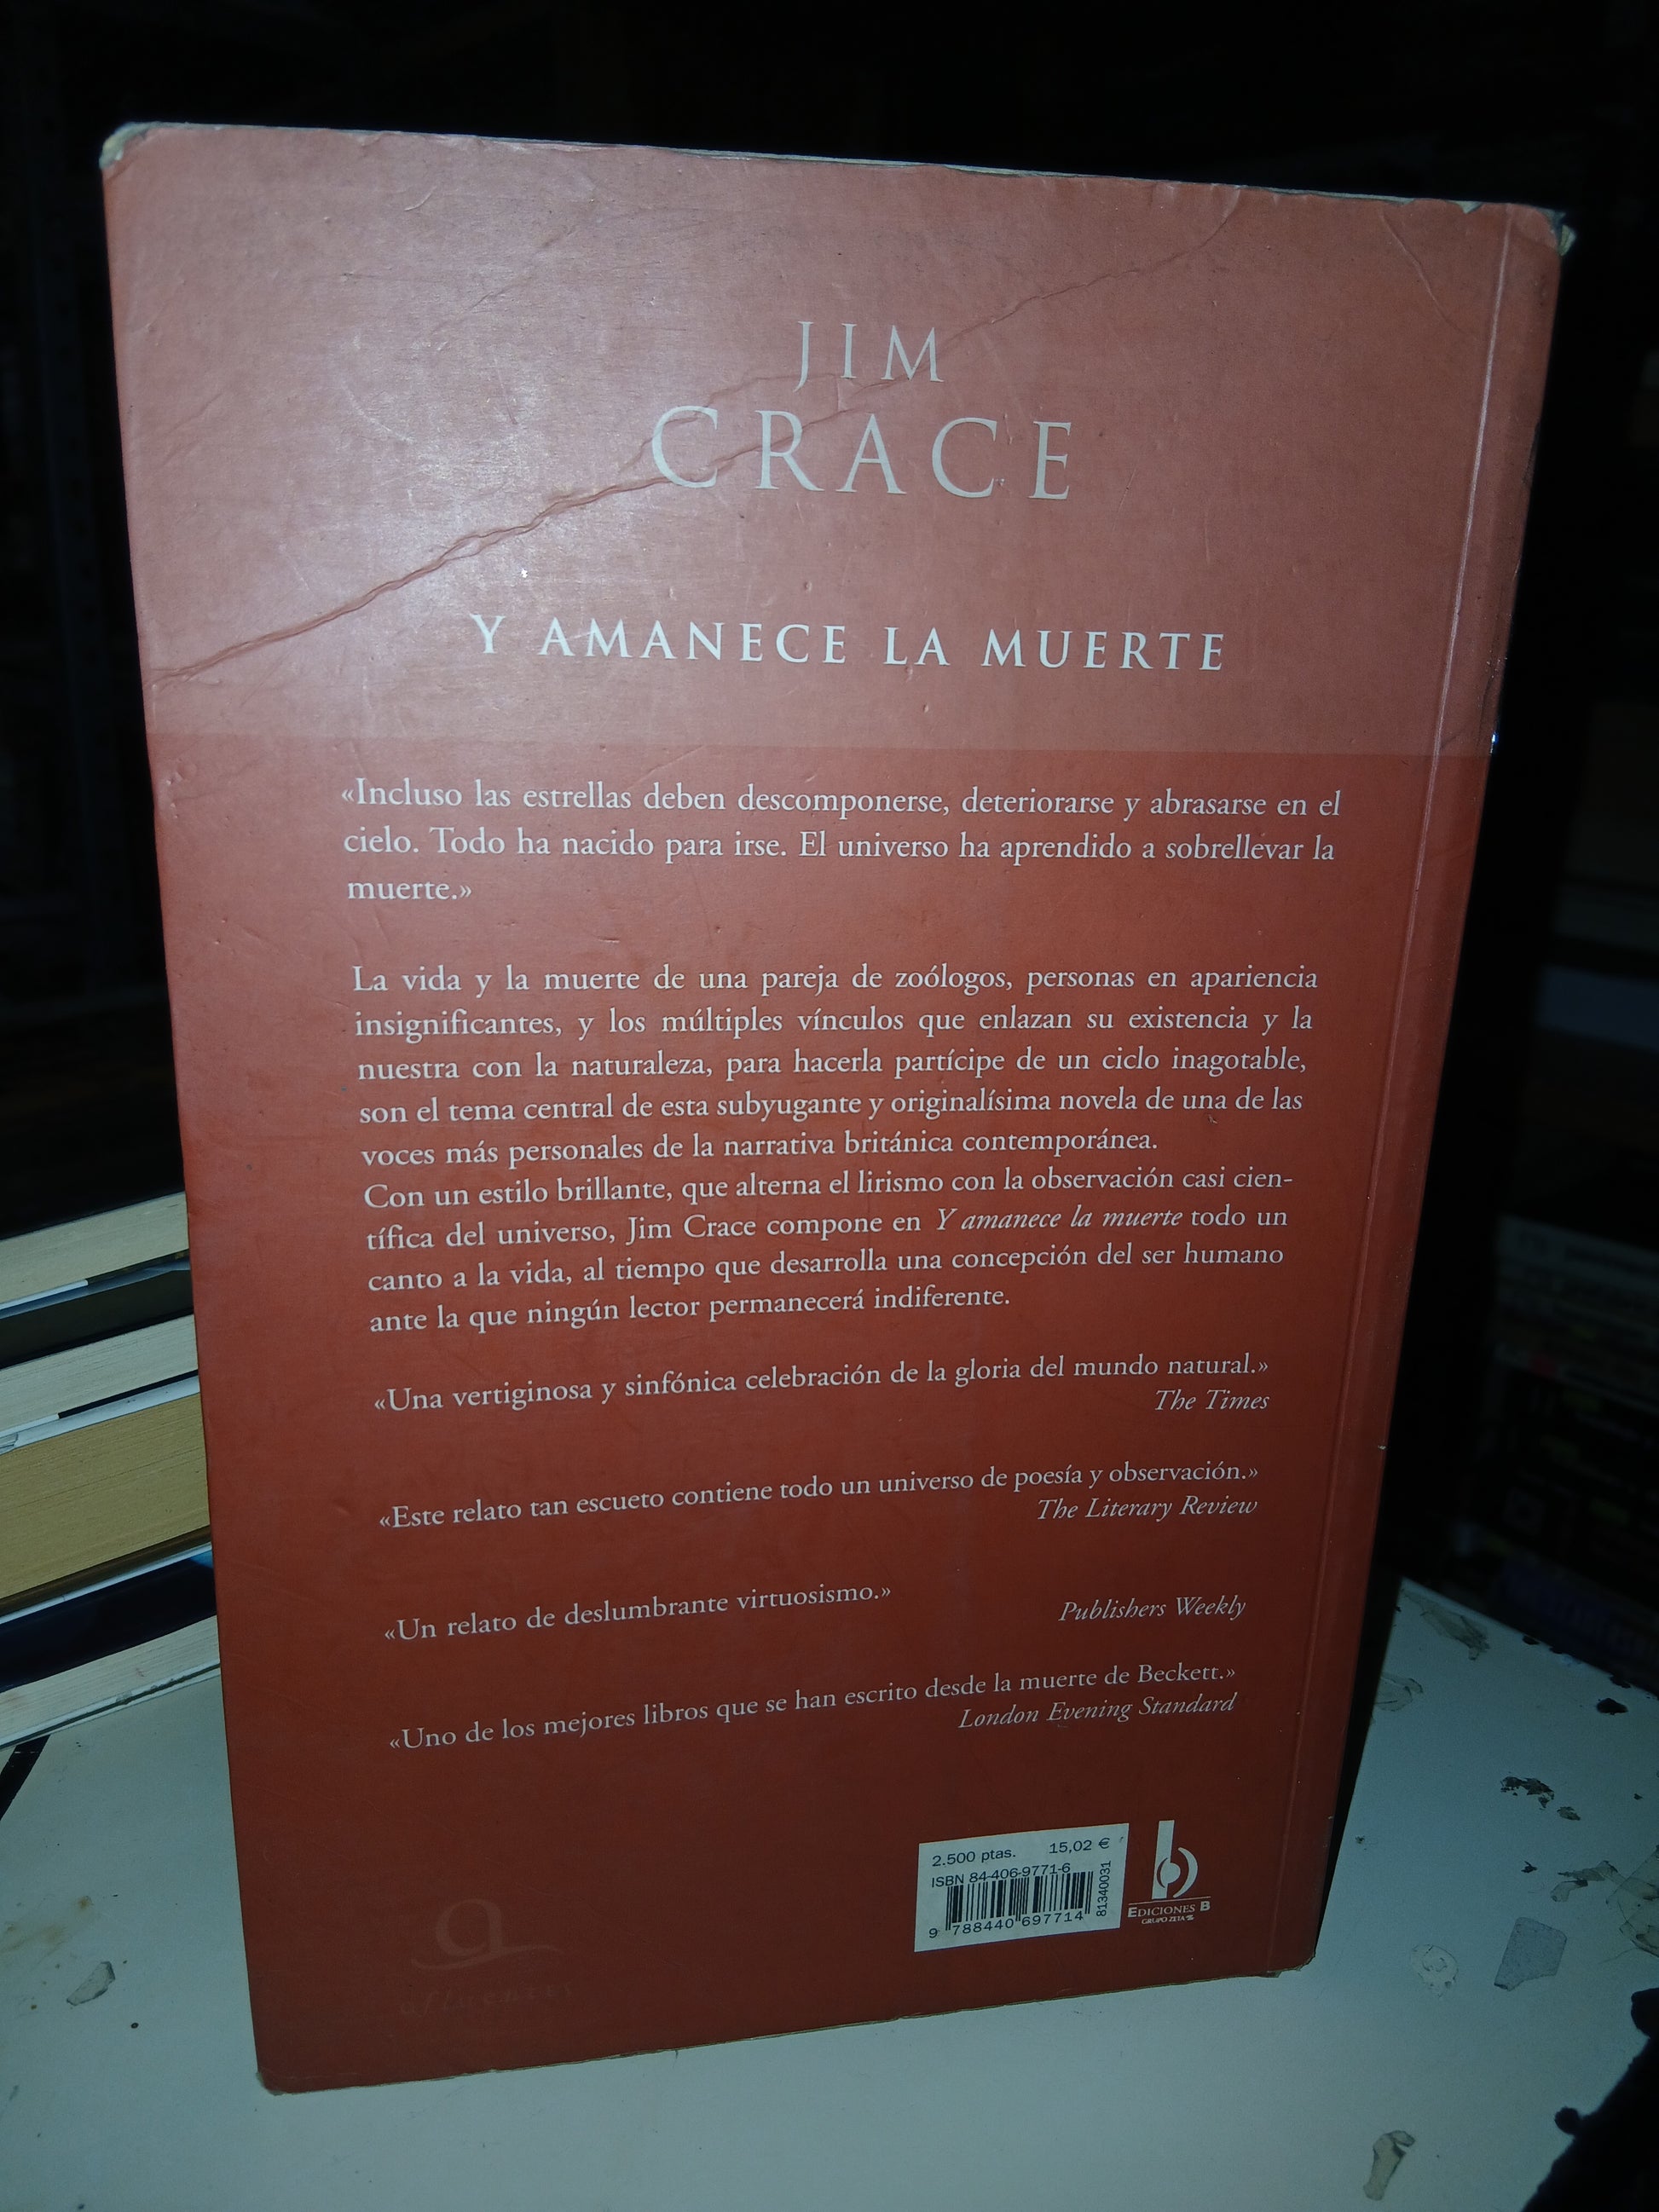 JIM
CRACE
Y AMANECE LA MUERTE
«Incluso las estrellas deben descomponerse, deteriorarse y abrasarse en el
cielo. Todo ha nacido para irse. El universo ha aprendido a sobrellevar la
muerte.»
La vida y la muerte de una pareja de zoólogos, personas en apariencia
insignificantes, y los múltiples vínculos que enlazan su existencia y la
nuestra con la naturaleza, para hacerla partícipe de un ciclo inagotable,
son el tema central de esta subyugante y originalísima novela de una de las
voces más personales de la narrativa británica contemporánea.
Con un estilo brillante, que alterna el lirismo con la observación casi cien-
tífica del universo, Jim Crace compone en Y amanece la muerte todo un
canto a la vida, al tiempo que desarrolla una concepción del ser humano
ante la que ningún lector permanecerá indiferente.
«Una vertiginosa y sinfónica celebración de la gloria del mundo natural.»
The Times
«Este relato tan escueto contiene todo un universo de poesía y observación.»
The Literary Review
«Un relato de deslumbrante virtuosismo.»
Publishers Weekly
«Uno de los mejores libros que se han escrito desde la muerte de Beckett.»
London Evening Standard
2.500 ptas. 15,02 €
ISBN 84-406-9771-6
9 788440 697714
81340031
EDICIONES B
GRUPO ZETA
afluentes